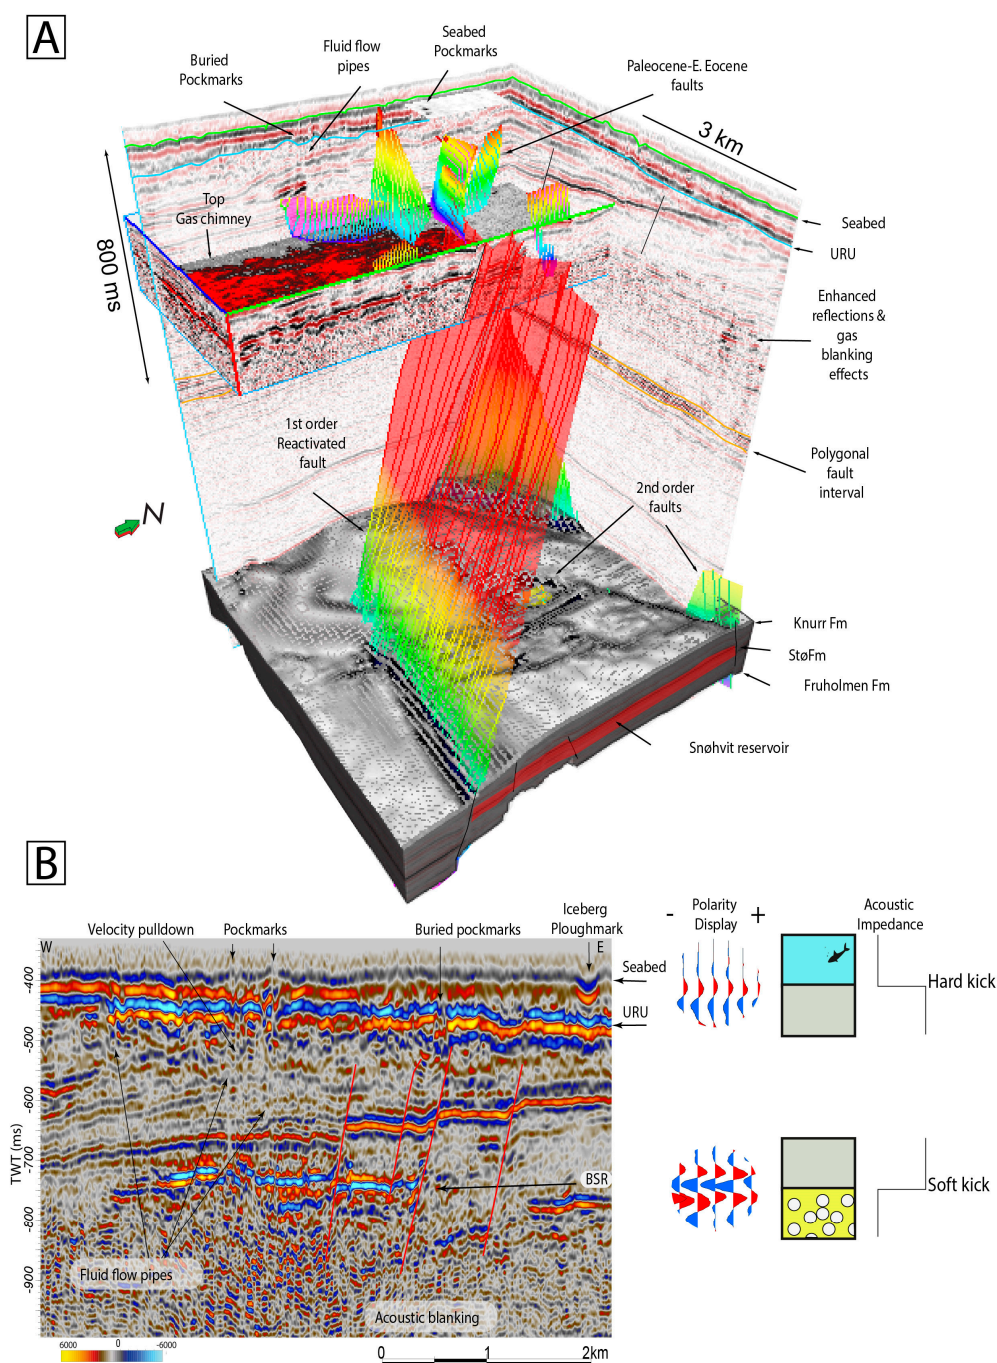 A
Seabed
Pockmarks
Fluid flow
pipes
Buried
Pockmarks
Paleocene-E. Eocene
faults
3 km
Top
Gas chimney
Seabed
URU
800 ms
Enhanced
reflections &
gas
blanking
effects
1st order
Reactivated
fault
Polygonal
fault
interval
2nd order
faults
N
Knurr Fm
StøFm
Fruholmen Fm
Snøhvit reservoir
B
Velocity pulldown
Pockmarks
Buried pockmarks
Iceberg
Ploughmark
W
E
- Polarity +
Display
Acoustic
Impedance
Seabed
URU
Hard kick
-400
-500
-600
-700
-800
-900
TWT (ms)
BSR
Soft kick
Fluid flow pipes
Acoustic blanking
6000
0
-6000
0
1
2km